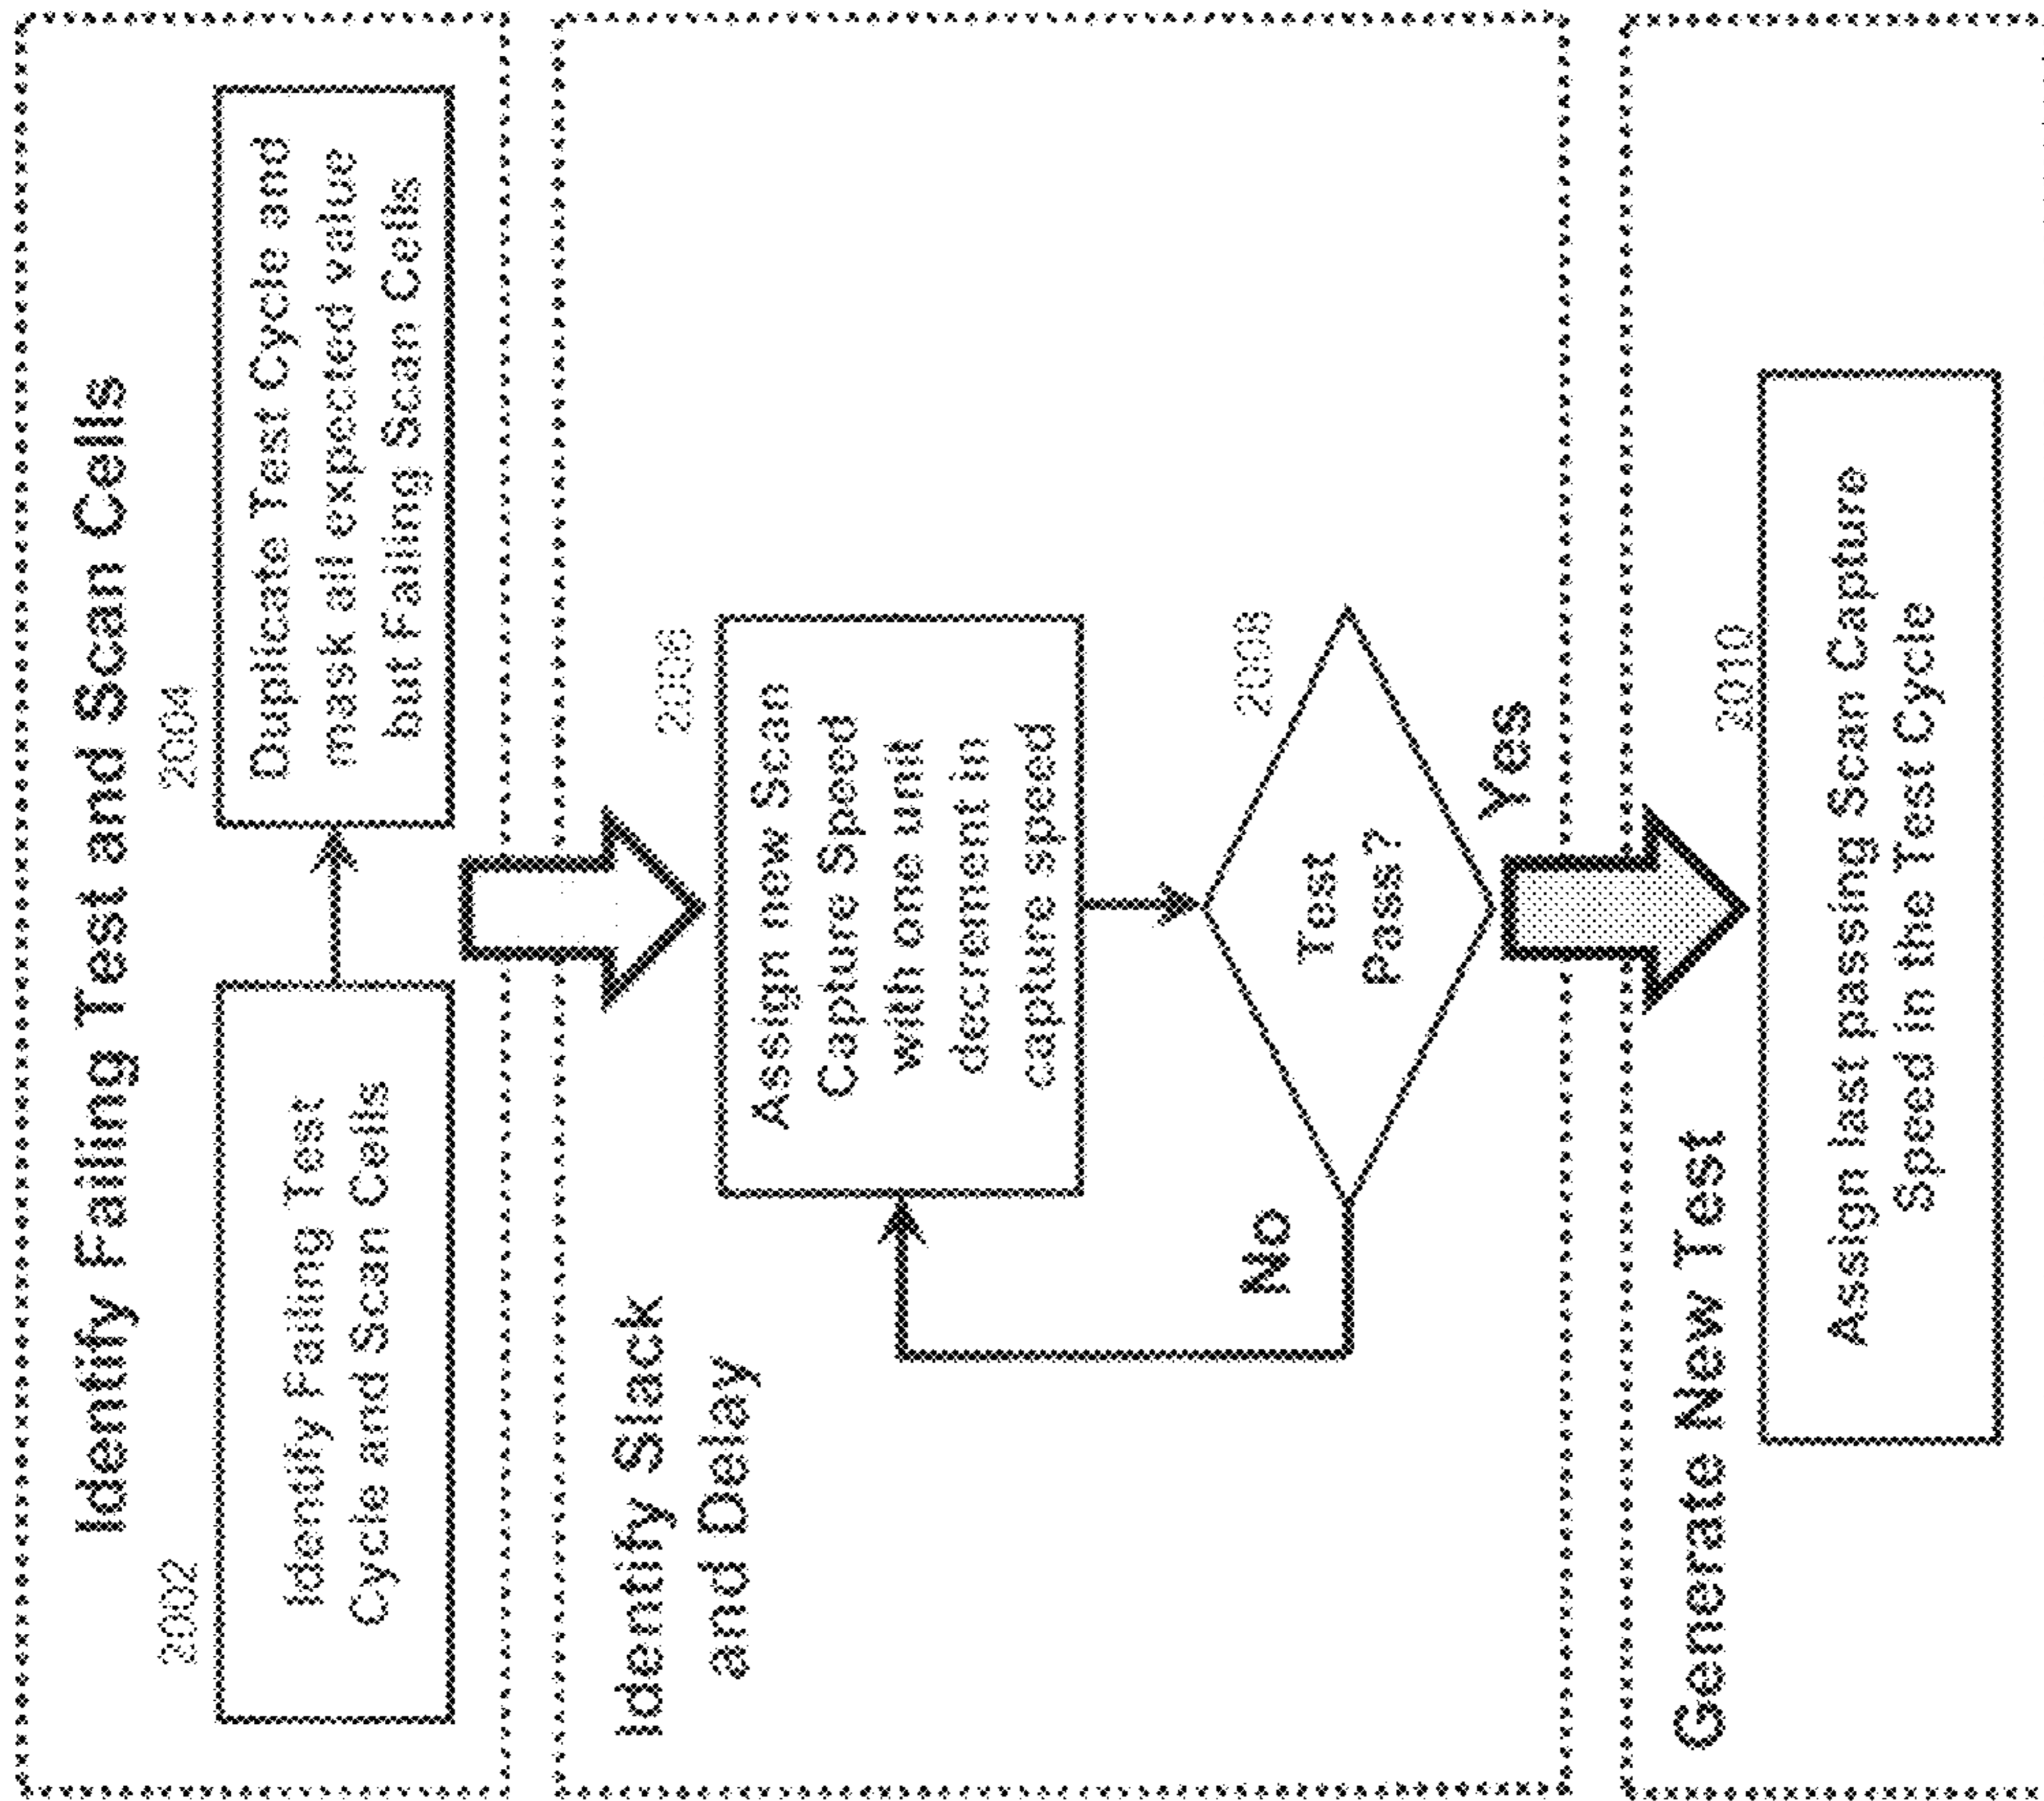 Identify Failing Test and Scan Cells
2002
Identify Failing Test
Cycle and Scan Cells
2004
Duplicate Test Cycle and
mask all expected value
but Failing Scan Cells
Identify Slack
and Delay
2006
Assign new Scan
Capture Speed
with one unit
decrement in
capture speed
2008
Test
Pass?
No
Yes
Generate New Test
2010
Assign last passing Scan Capture
Speed in the Test Cycle